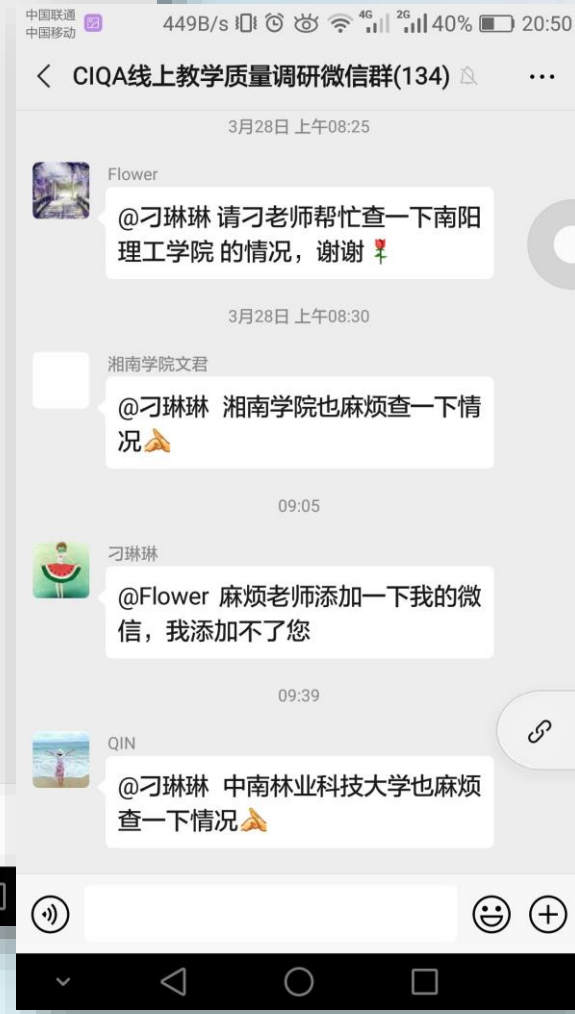 中国联通
中国移动
449B/s 4G 2G 40% 20:50
CIQA线上教学质量调研微信群(134)
3月28日 上午08:25
Flower
@刁琳琳 请刁老师帮忙查一下南阳
理工学院 的情况，谢谢🌹
3月28日 上午08:30
湘南学院文君
@刁琳琳 湘南学院也麻烦查一下情
况🙏
09:05
刁琳琳
@Flower 麻烦老师添加一下我的微
信，我添加不了您
09:39
QIN
@刁琳琳 中南林业科技大学也麻烦
查一下情况🙏